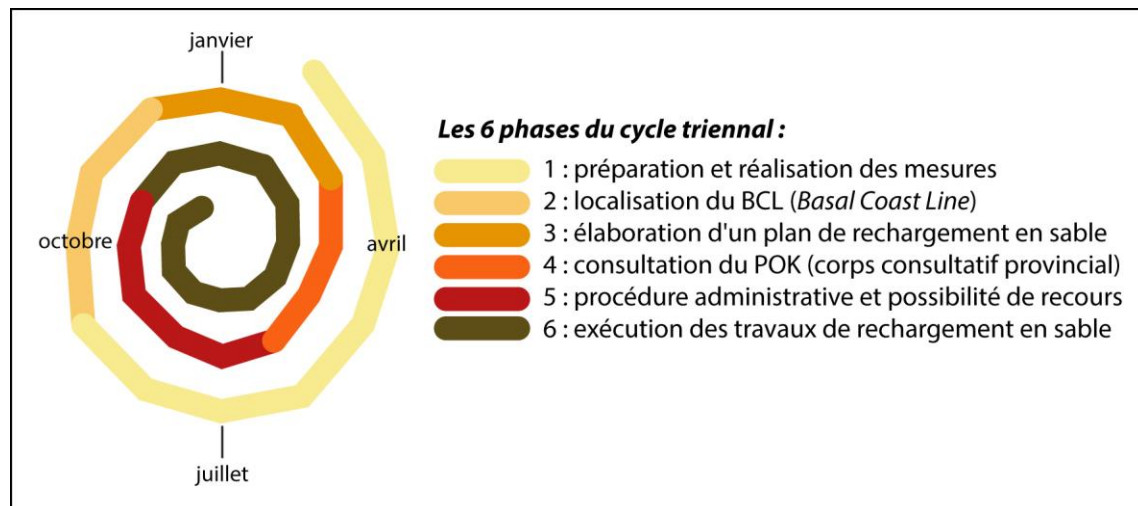 janvier
octobre
avril
juillet
Les 6 phases du cycle triennal :
1 : préparation et réalisation des mesures
2 : localisation du BCL (Basal Coast Line)
3 : élaboration d'un plan de rechargement en sable
4 : consultation du POK (corps consultatif provincial)
5 : procédure administrative et possibilité de recours
6 : exécution des travaux de rechargement en sable